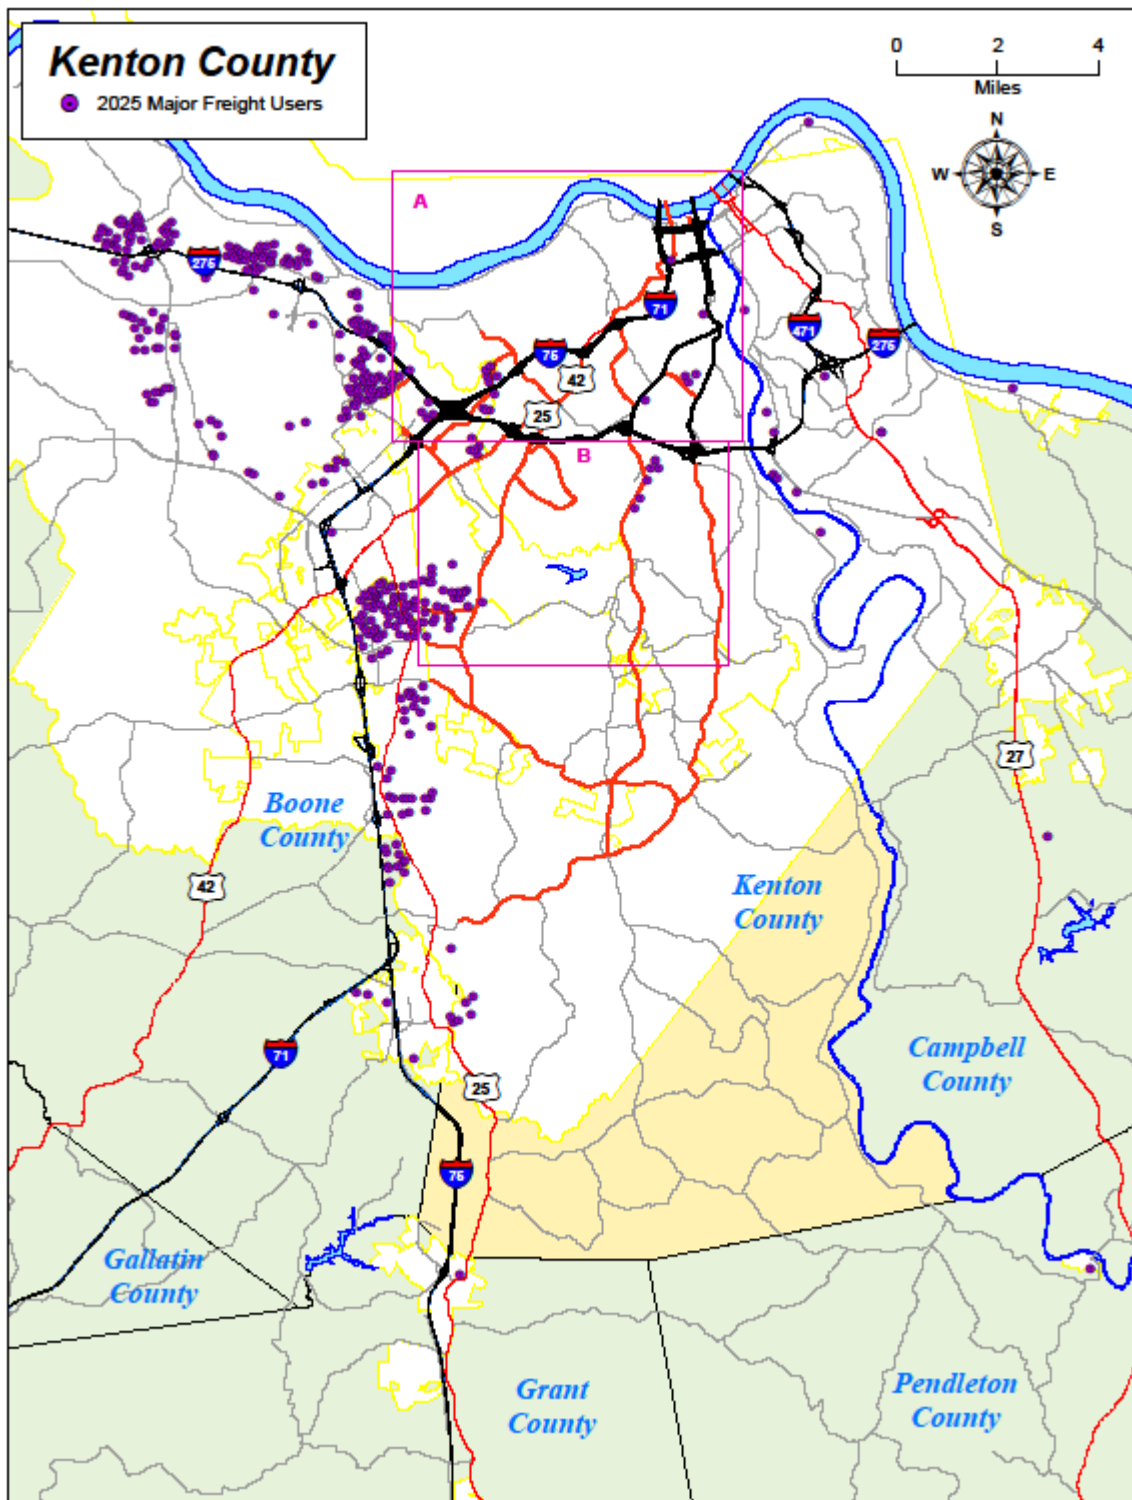 Kenton County
2025 Major Freight Users
0 2 4
Miles
N
W E
S
A
275
71
471
275
75
42
25
B
27
Boone
County
42
Kenton
County
71
Campbell
County
25
75
Gallatin
County
Grant
County
Pendleton
County